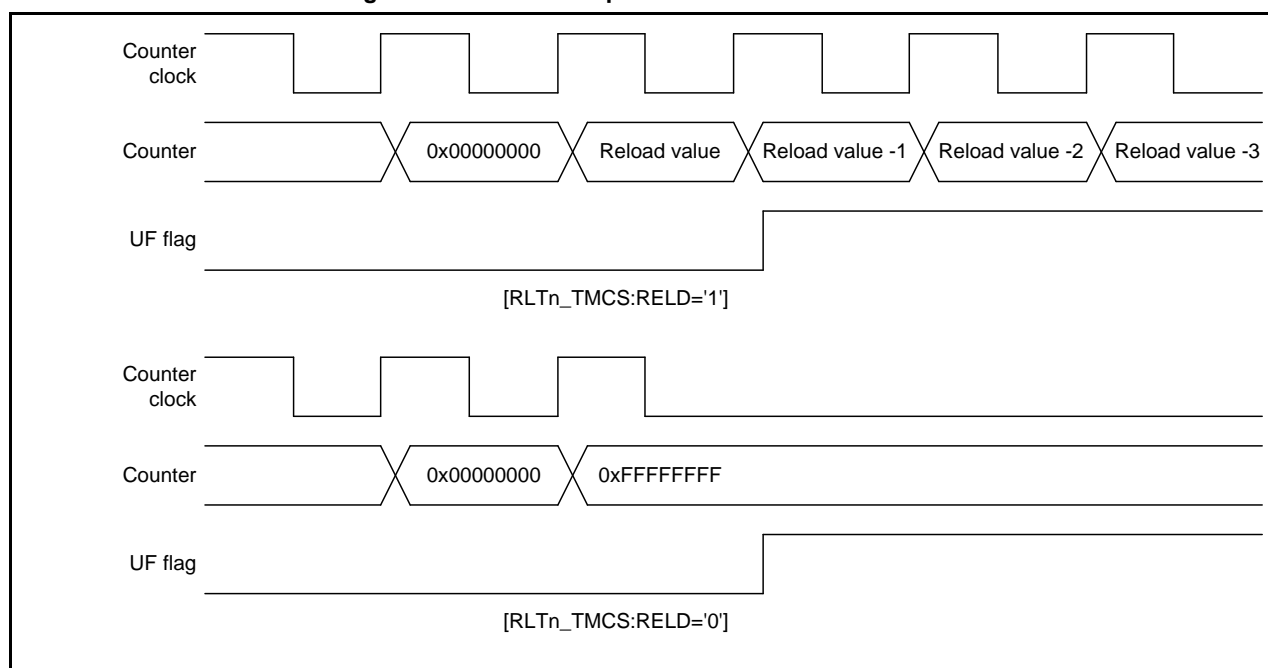 Counter
clock
Counter
0x00000000
Reload value
Reload value -1
Reload value -2
Reload value -3
UF flag
[RLTn_TMCS:RELD='1']
Counter
clock
Counter
0x00000000
0xFFFFFFFF
UF flag
[RLTn_TMCS:RELD='0']